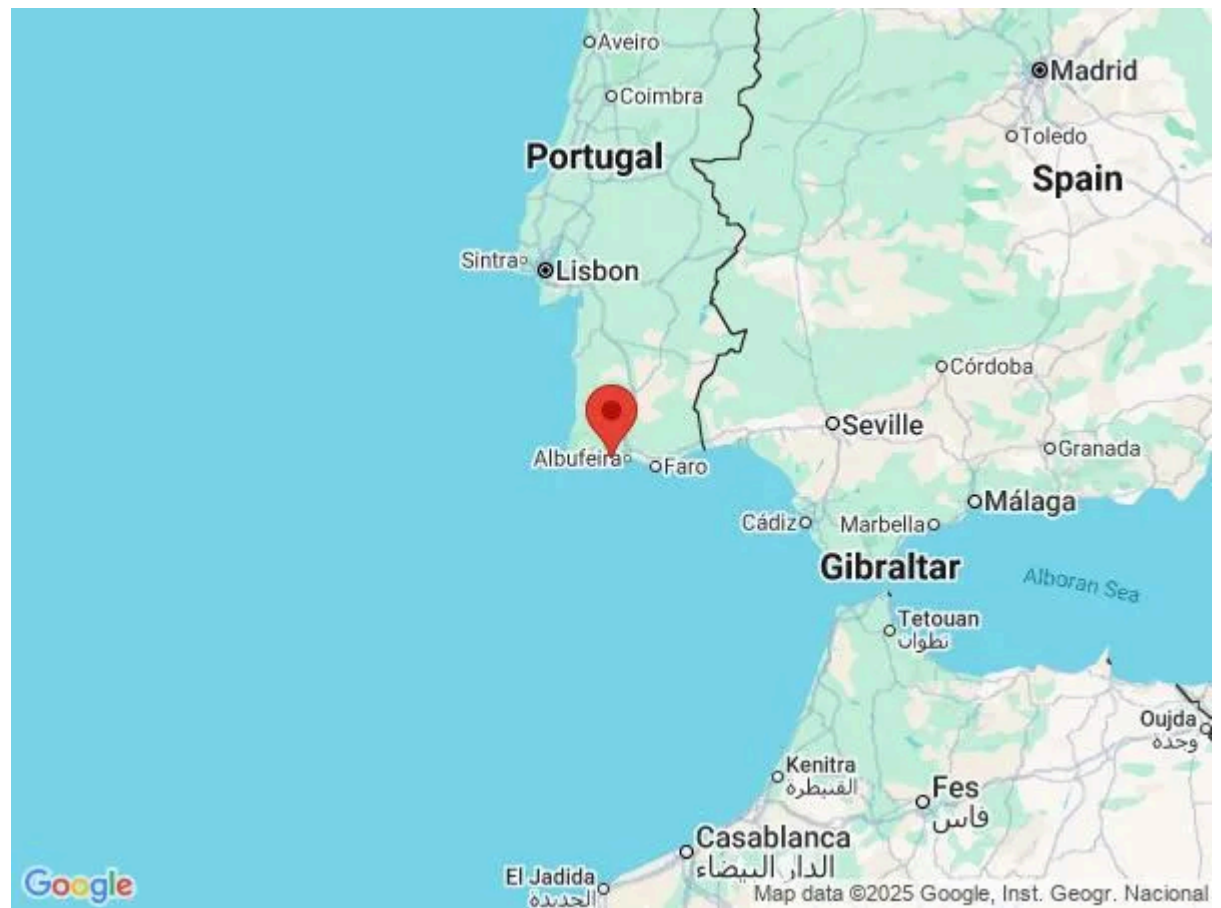 Aveiro
Madrid
Coimbra
Toledo
Portugal
Spain
Sintra
Lisbon
Córdoba
Seville
Albufeira
Faro
Granada
Málaga
Cádiz
Marbella
Gibraltar
Alboran Sea
Tetouan
تطوان
Oujda
وجدة
Kenitra
القنيطرة
Fes
فاس
Casablanca
الدار البيضاء
El Jadida
الجديدة
Google
Map data ©2025 Google, Inst. Geogr. Nacional